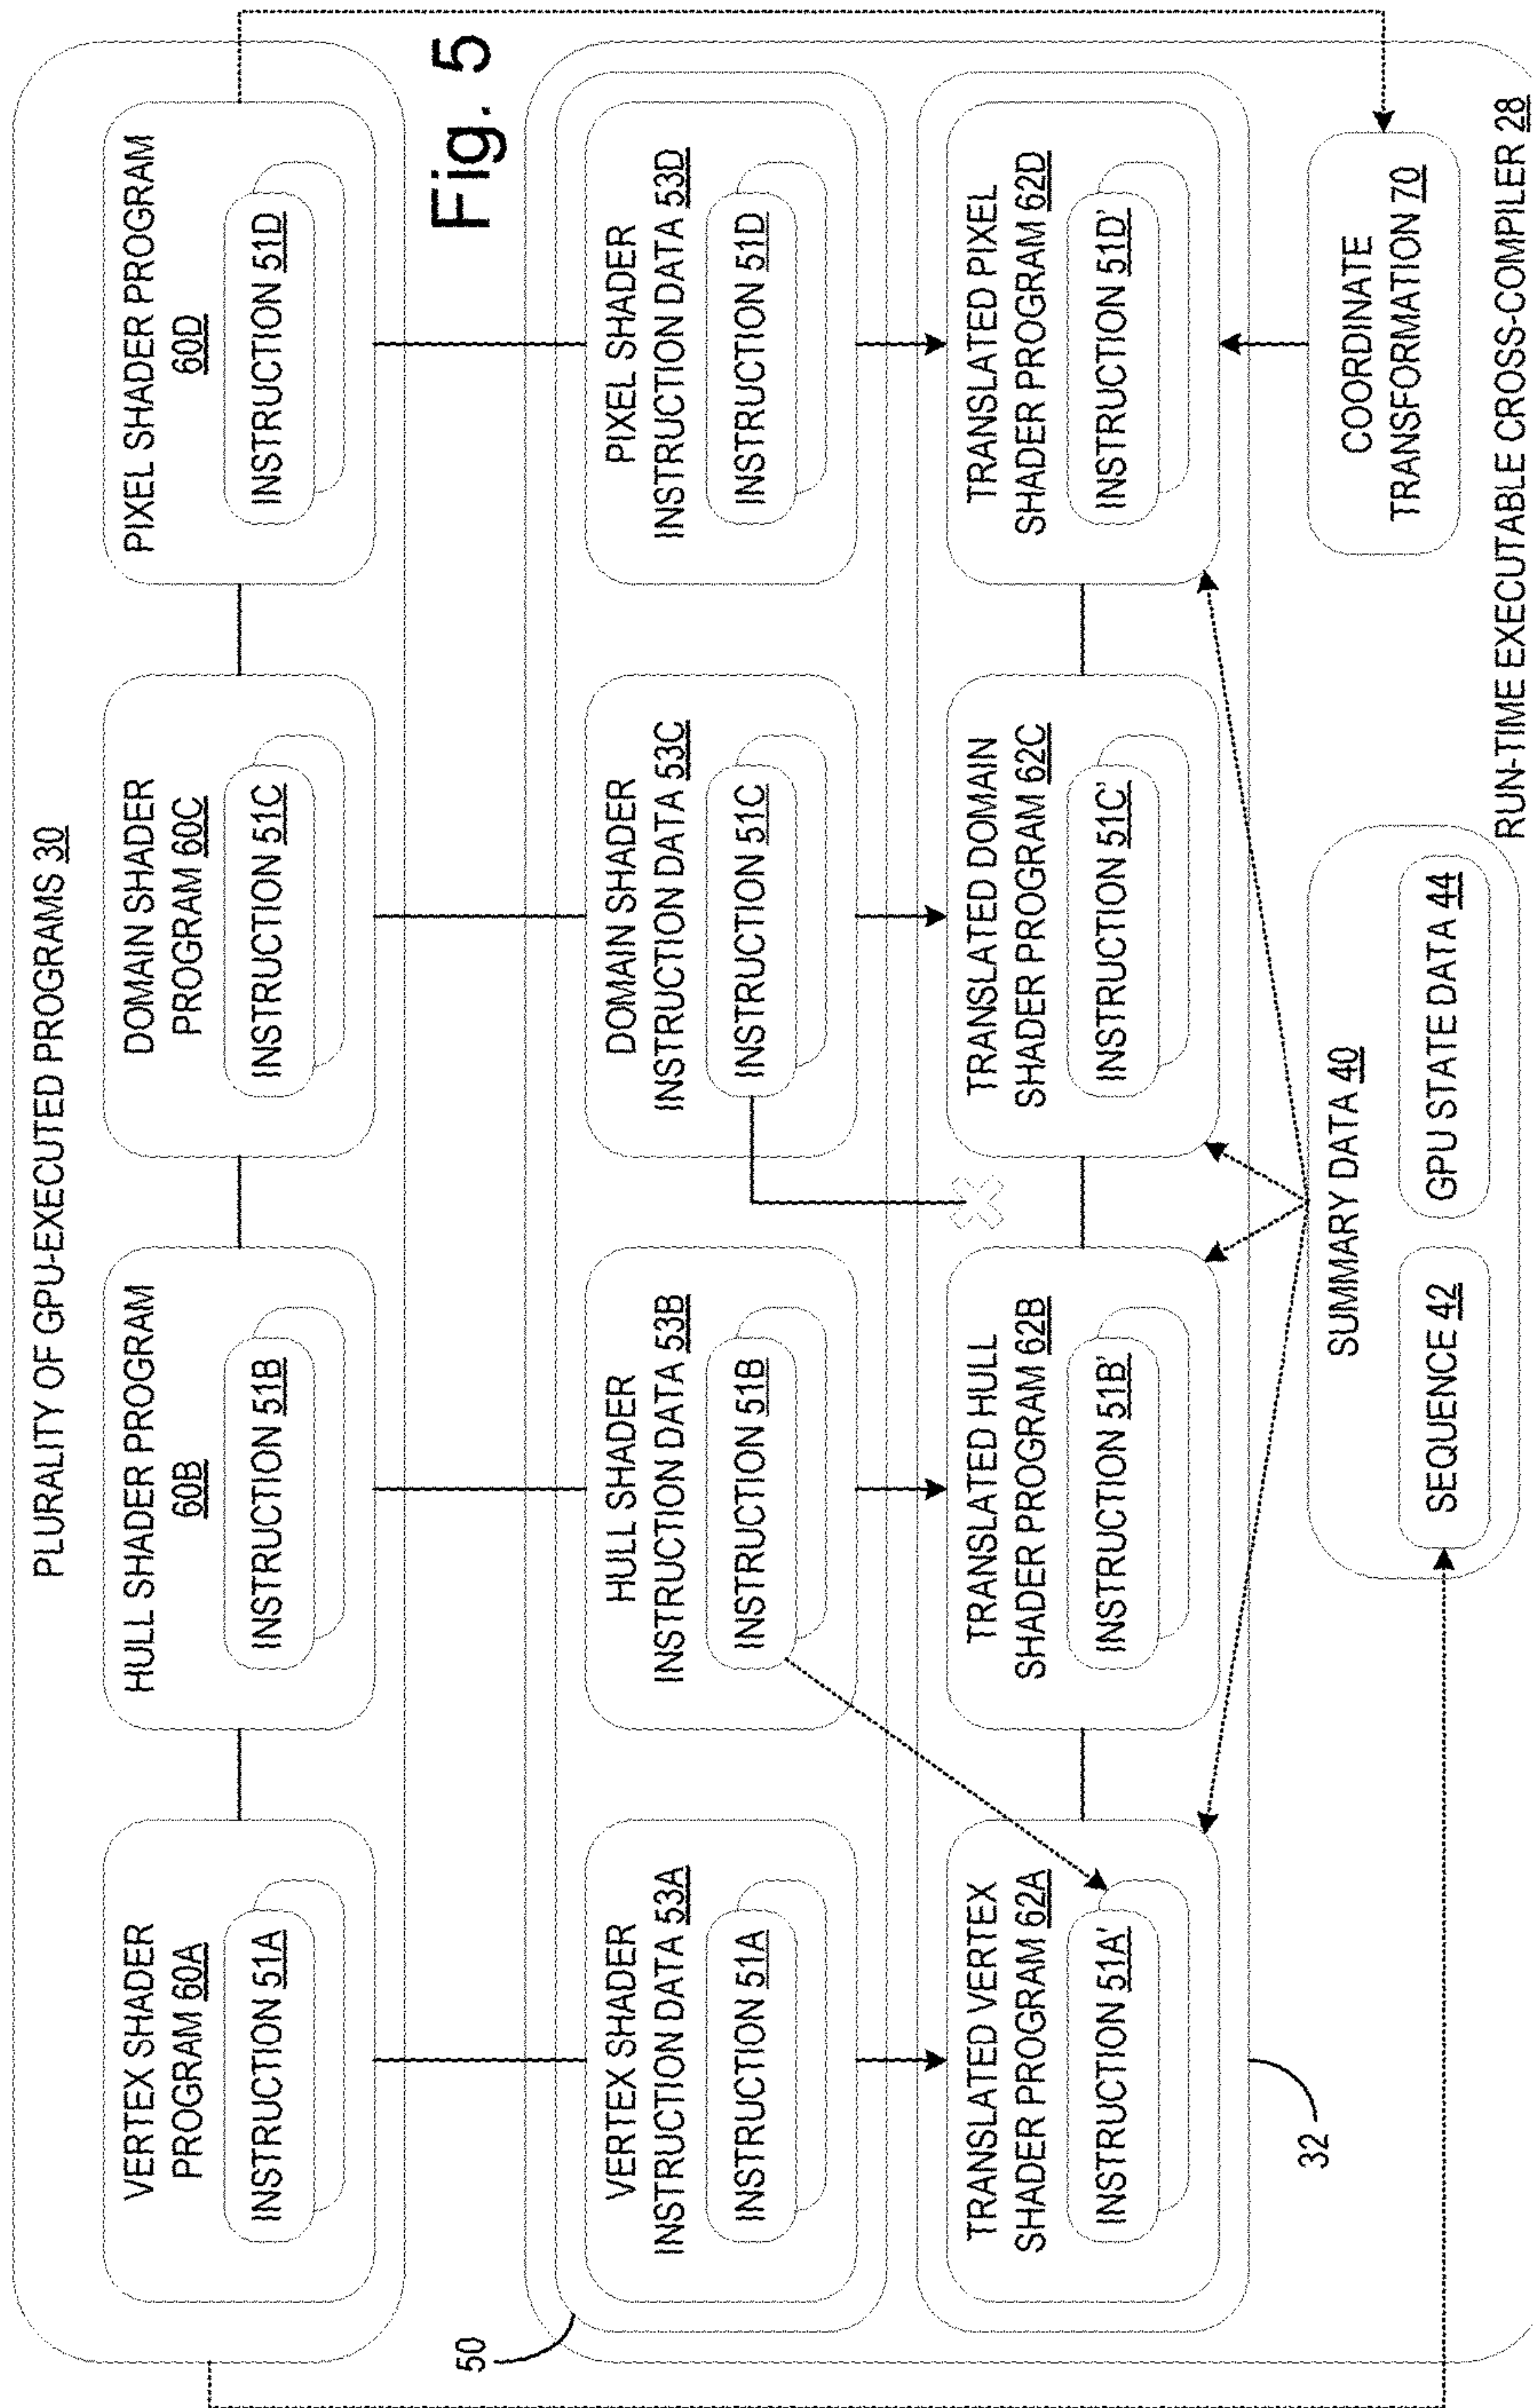 PLURALITY OF GPU-EXECUTED PROGRAMS 30
VERTEX SHADER
PROGRAM 60A
INSTRUCTION 51A
HULL SHADER PROGRAM
60B
INSTRUCTION 51B
DOMAIN SHADER
PROGRAM 60C
INSTRUCTION 51C
PIXEL SHADER PROGRAM
60D
INSTRUCTION 51D
Fig. 5
50
VERTEX SHADER
INSTRUCTION DATA 53A
INSTRUCTION 51A
HULL SHADER
INSTRUCTION DATA 53B
INSTRUCTION 51B
DOMAIN SHADER
INSTRUCTION DATA 53C
INSTRUCTION 51C
PIXEL SHADER
INSTRUCTION DATA 53D
INSTRUCTION 51D
TRANSLATED VERTEX
SHADER PROGRAM 62A
INSTRUCTION 51A'
TRANSLATED HULL
SHADER PROGRAM 62B
INSTRUCTION 51B'
TRANSLATED DOMAIN
SHADER PROGRAM 62C
INSTRUCTION 51C'
TRANSLATED PIXEL
SHADER PROGRAM 62D
INSTRUCTION 51D'
32
SUMMARY DATA 40
SEQUENCE 42
GPU STATE DATA 44
COORDINATE
TRANSFORMATION 70
RUN-TIME EXECUTABLE CROSS-COMPILER 28